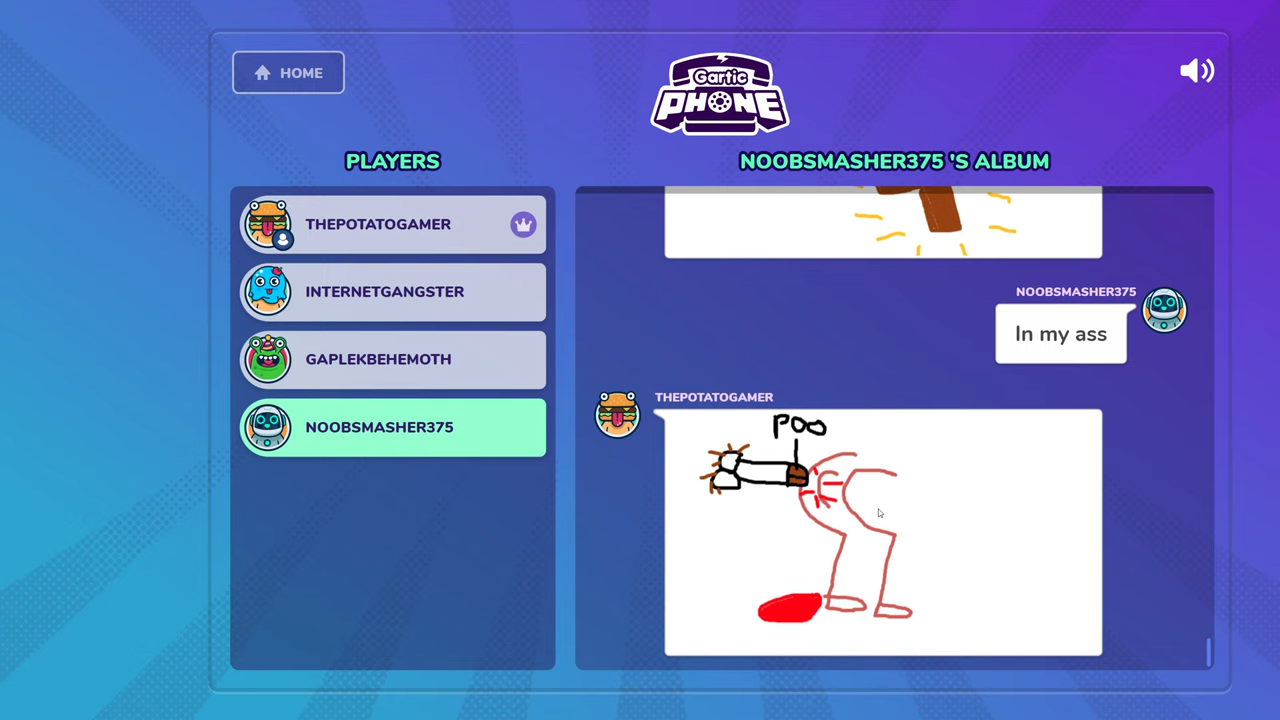 HOME
Gartic
PHONE
PLAYERS
NOOBSMASHER375 'S ALBUM
THEPOTATOGAMER
INTERNETGANGSTER
GAPLEKBEHEMOTH
NOOBSMASHER375
NOOBSMASHER375
In my ass
THEPOTATOGAMER
POO